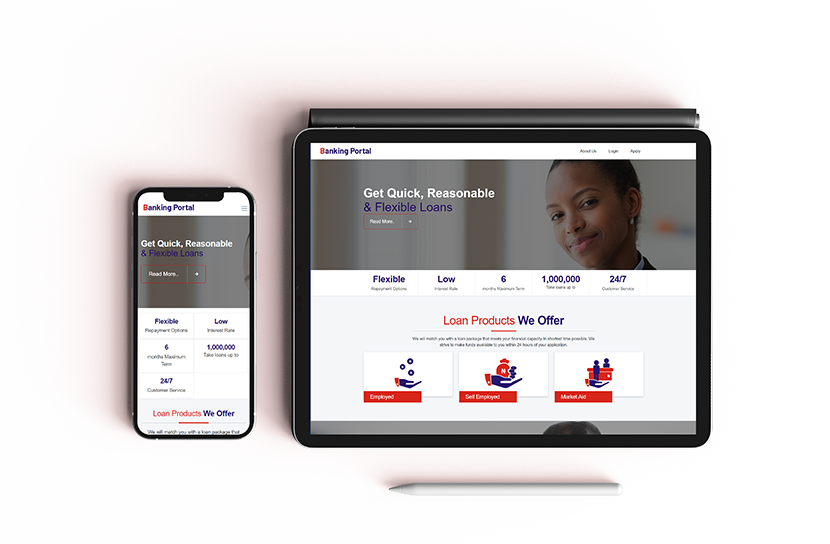 Banking Portal
Get Quick, Reasonable
& Flexible Loans
Read More..
Flexible
Repayment Options
Low
Interest Rate
6
months Maximum
Term
1,000,000
Take loans up to
24/7
Customer Service
Loan Products We Offer
We will match you with a loan package that
Banking Portal
About Us Login Apply
Get Quick, Reasonable
& Flexible Loans
Read More..
Flexible
Repayment Options
Low
Interest Rate
6
months Maximum Term
1,000,000
Take loans up to
24/7
Customer Service
Loan Products We Offer
We will match you with a loan package that meets your financial capacity in shortest time possible. We
strive to make funds available to you within 24 hours of your application.
Employed
Self Employed
Market Aid